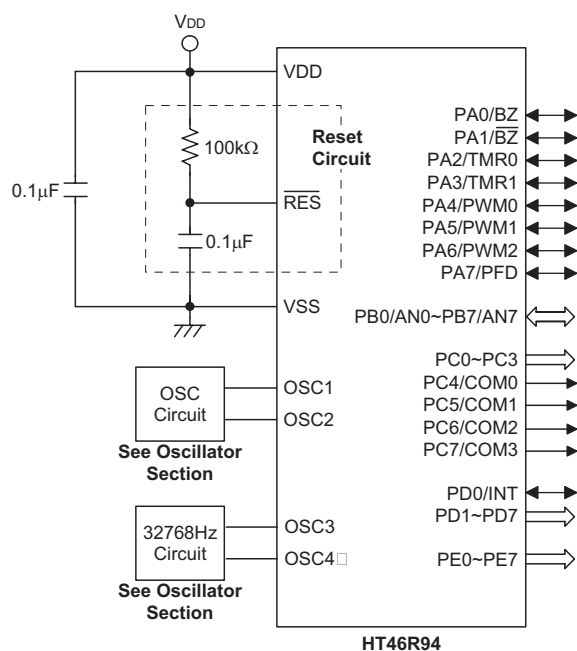 VDD
VDD
100kΩ
Reset
Circuit
0.1μF
RES
0.1μF
VSS
OSC
Circuit
OSC1
OSC2
See Oscillator
Section
32768Hz
Circuit
OSC3
OSC4□
See Oscillator
Section
PA0/BZ
PA1/B̅Z̅
PA2/TMR0
PA3/TMR1
PA4/PWM0
PA5/PWM1
PA6/PWM2
PA7/PFD
PB0/AN0~PB7/AN7
PC0~PC3
PC4/COM0
PC5/COM1
PC6/COM2
PC7/COM3
PD0/INT
PD1~PD7
PE0~PE7
HT46R94